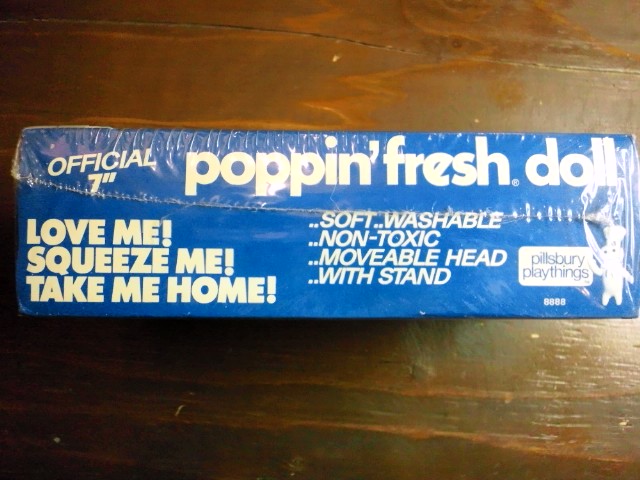 OFFICIAL
7"
poppin' fresh® doll
LOVE ME!
SQUEEZE ME!
TAKE ME HOME!
..SOFT..WASHABLE
..NON-TOXIC
..MOVEABLE HEAD
..WITH STAND
pillsbury
playthings
8888